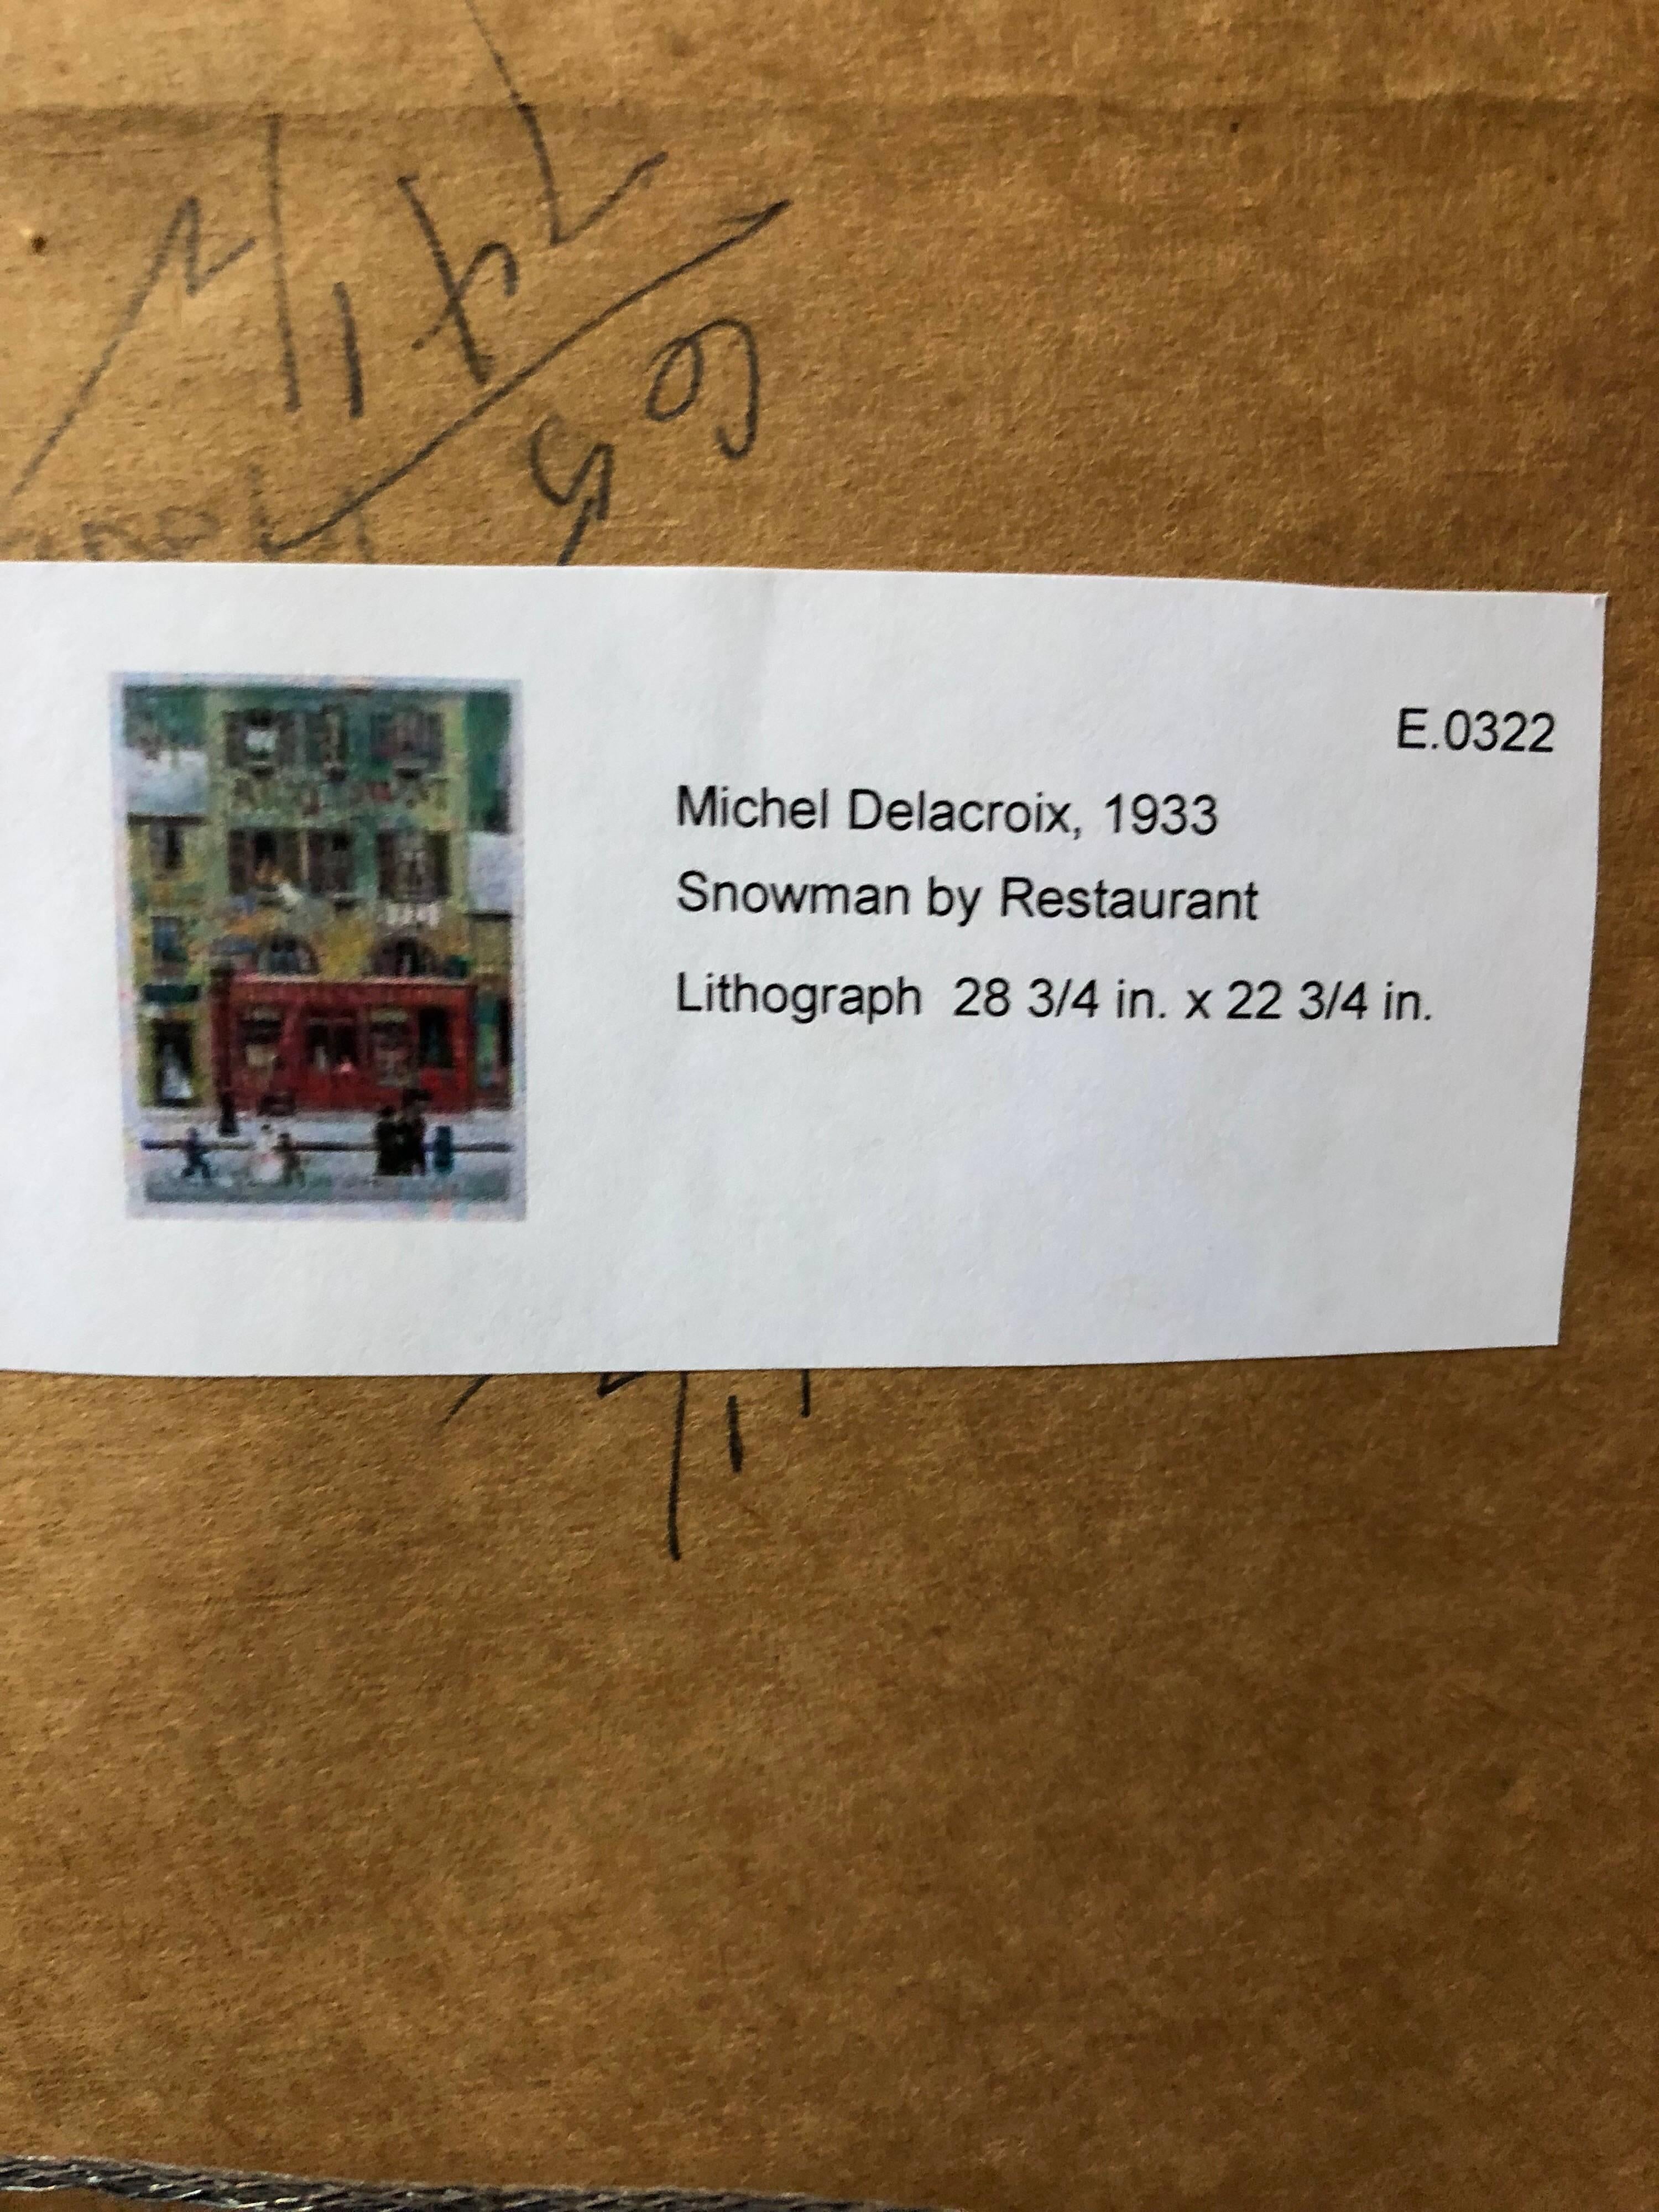 E.0322
Michel Delacroix, 1933
Snowman by Restaurant
Lithograph 28 3/4 in. x 22 3/4 in.